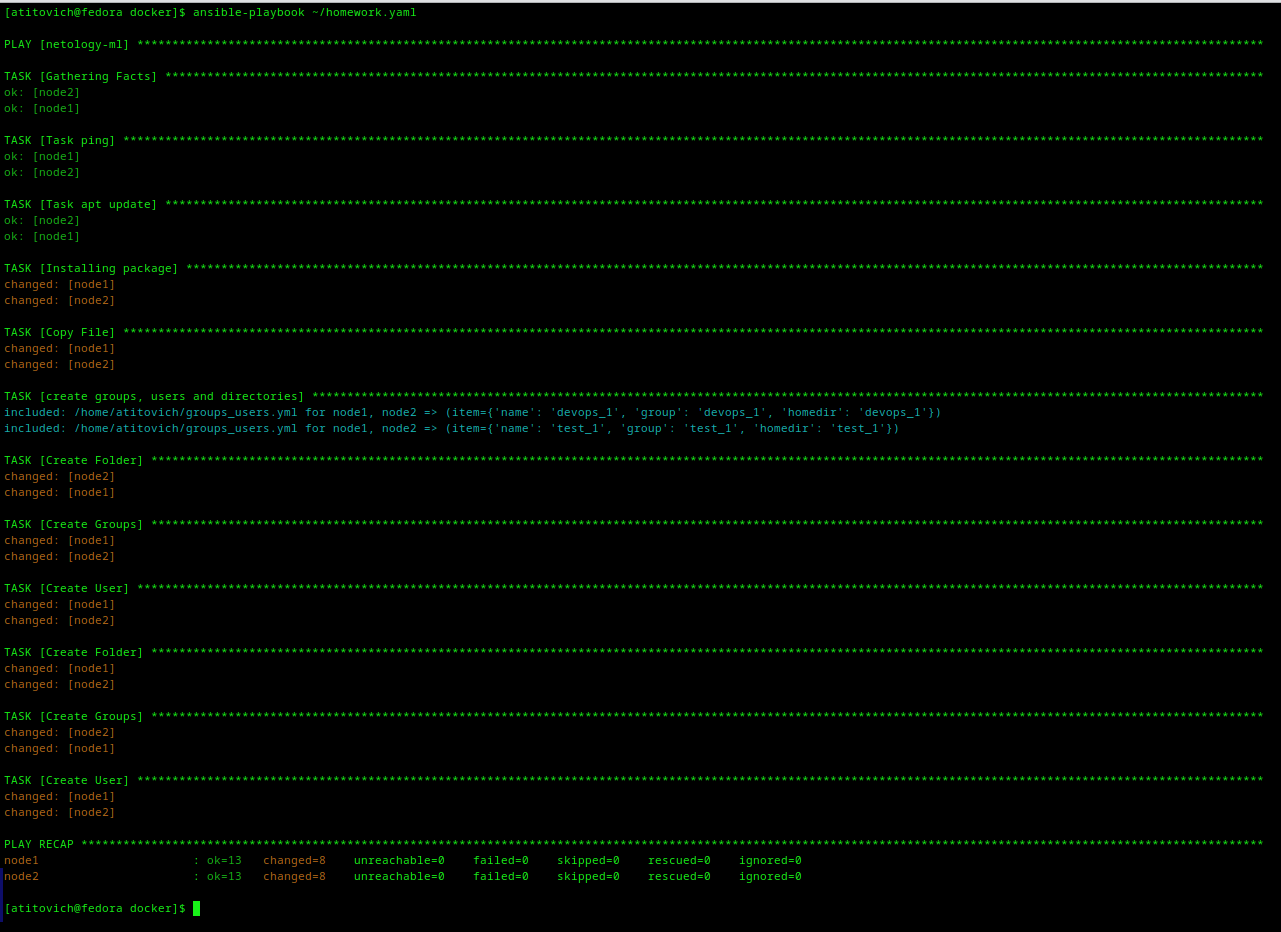 [atitovich@fedora docker]$ ansible-playbook ~/homework.yaml
PLAY [netology-ml] ****************************************************************************************************************************************************************
TASK [Gathering Facts] ************************************************************************************************************************************************************
ok: [node2]
ok: [node1]
TASK [Task ping] ******************************************************************************************************************************************************************
ok: [node1]
ok: [node2]
TASK [Task apt update] ************************************************************************************************************************************************************
ok: [node2]
ok: [node1]
TASK [Installing package] *********************************************************************************************************************************************************
changed: [node1]
changed: [node2]
TASK [Copy File] ******************************************************************************************************************************************************************
changed: [node1]
changed: [node2]
TASK [create groups, users and directories] ***************************************************************************************************************************************
included: /home/atitovich/groups_users.yml for node1, node2 => (item={'name': 'devops_1', 'group': 'devops_1', 'homedir': 'devops_1'})
included: /home/atitovich/groups_users.yml for node1, node2 => (item={'name': 'test_1', 'group': 'test_1', 'homedir': 'test_1'})
TASK [Create Folder] **************************************************************************************************************************************************************
changed: [node2]
changed: [node1]
TASK [Create Groups] **************************************************************************************************************************************************************
changed: [node1]
changed: [node2]
TASK [Create User] ****************************************************************************************************************************************************************
changed: [node1]
changed: [node2]
TASK [Create Folder] **************************************************************************************************************************************************************
changed: [node1]
changed: [node2]
TASK [Create Groups] **************************************************************************************************************************************************************
changed: [node2]
changed: [node1]
TASK [Create User] ****************************************************************************************************************************************************************
changed: [node1]
changed: [node2]
PLAY RECAP ************************************************************************************************************************************************************************
node1                      : ok=13   changed=8    unreachable=0    failed=0    skipped=0    rescued=0    ignored=0
node2                      : ok=13   changed=8    unreachable=0    failed=0    skipped=0    rescued=0    ignored=0
[atitovich@fedora docker]$